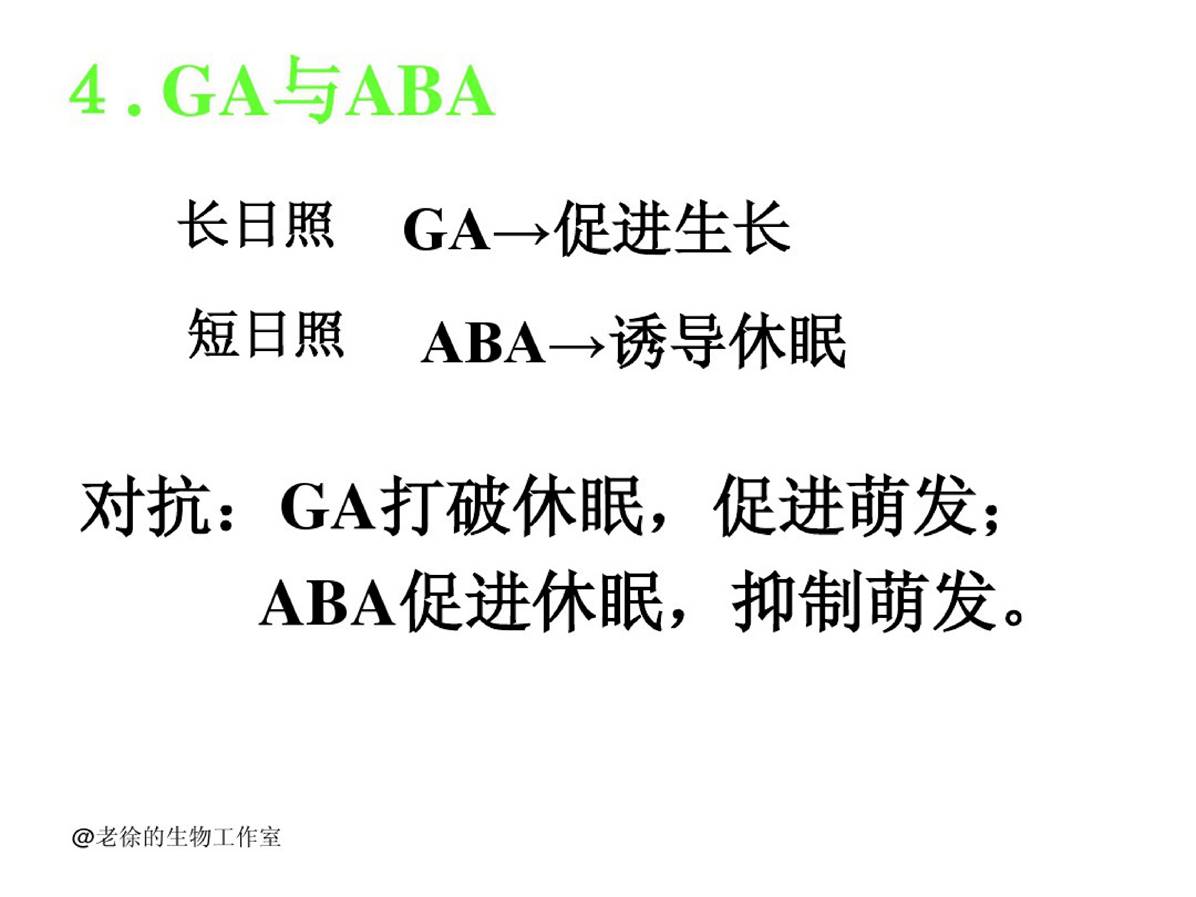 4．GA与ABA
长日照 GA→促进生长
短日照 ABA→诱导休眠
对抗：GA打破休眠，促进萌发；
ABA促进休眠，抑制萌发。
@老徐的生物工作室